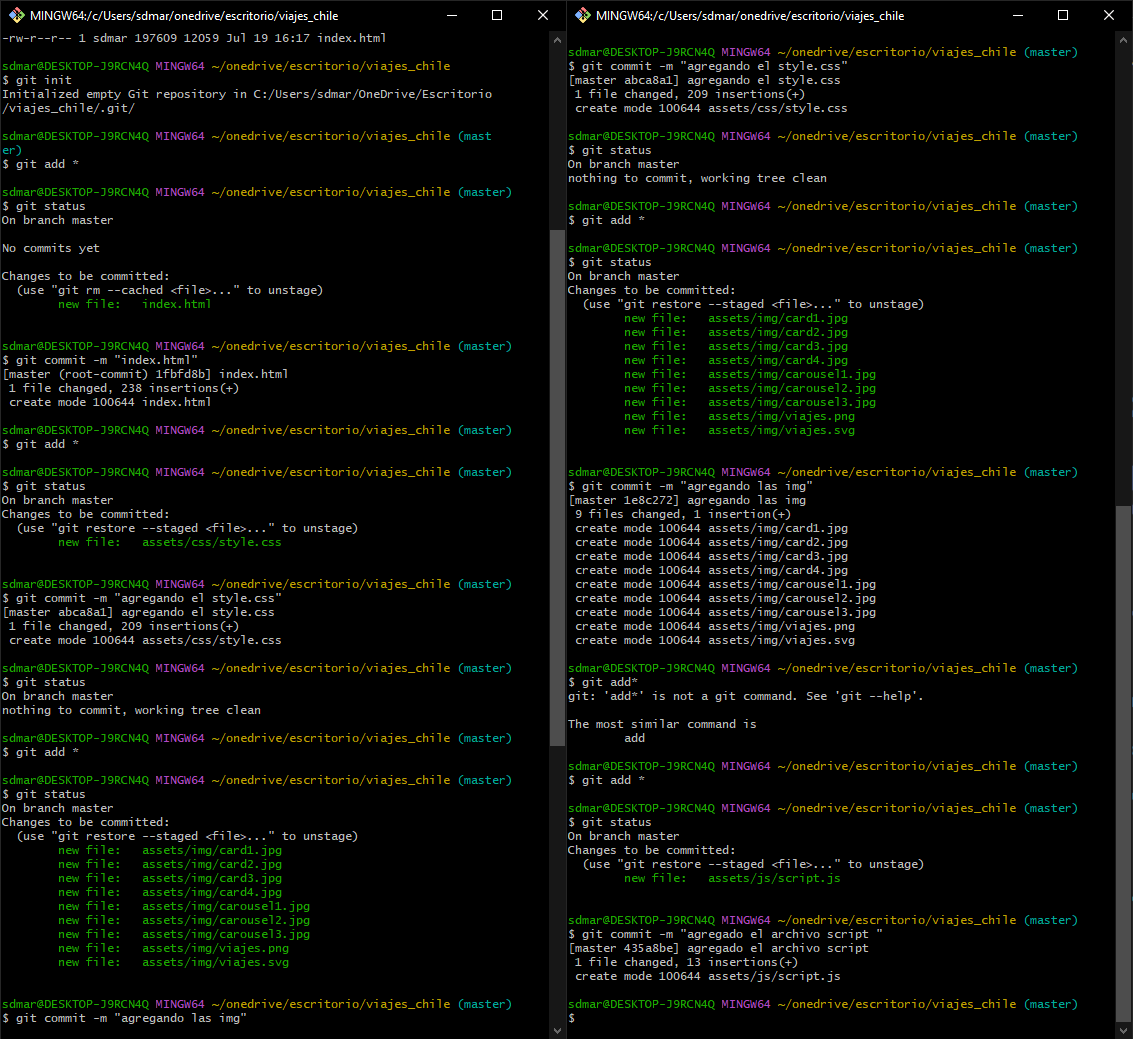 MINGW64:/c/Users/sdmar/onedrive/escritorio/viajes_chile
-rw-r--r-- 1 sdmar 197609 12059 Jul 19 16:17 index.html
sdmar@DESKTOP-J9RCN4Q MINGW64 ~/onedrive/escritorio/viajes_chile
$ git init
Initialized empty Git repository in C:/Users/sdmar/OneDrive/Escritorio
/viajes_chile/.git/
sdmar@DESKTOP-J9RCN4Q MINGW64 ~/onedrive/escritorio/viajes_chile (mast
er)
$ git add *
sdmar@DESKTOP-J9RCN4Q MINGW64 ~/onedrive/escritorio/viajes_chile (master)
$ git status
On branch master
No commits yet
Changes to be committed:
  (use "git rm --cached <file>..." to unstage)
        new file:   index.html
sdmar@DESKTOP-J9RCN4Q MINGW64 ~/onedrive/escritorio/viajes_chile (master)
$ git commit -m "index.html"
[master (root-commit) 1fbfd8b] index.html
 1 file changed, 238 insertions(+)
 create mode 100644 index.html
sdmar@DESKTOP-J9RCN4Q MINGW64 ~/onedrive/escritorio/viajes_chile (master)
$ git add *
sdmar@DESKTOP-J9RCN4Q MINGW64 ~/onedrive/escritorio/viajes_chile (master)
$ git status
On branch master
Changes to be committed:
  (use "git restore --staged <file>..." to unstage)
        new file:   assets/css/style.css
sdmar@DESKTOP-J9RCN4Q MINGW64 ~/onedrive/escritorio/viajes_chile (master)
$ git commit -m "agregando el style.css"
[master abca8a1] agregando el style.css
 1 file changed, 209 insertions(+)
 create mode 100644 assets/css/style.css
sdmar@DESKTOP-J9RCN4Q MINGW64 ~/onedrive/escritorio/viajes_chile (master)
$ git status
On branch master
nothing to commit, working tree clean
sdmar@DESKTOP-J9RCN4Q MINGW64 ~/onedrive/escritorio/viajes_chile (master)
$ git add *
sdmar@DESKTOP-J9RCN4Q MINGW64 ~/onedrive/escritorio/viajes_chile (master)
$ git status
On branch master
Changes to be committed:
  (use "git restore --staged <file>..." to unstage)
        new file:   assets/img/card1.jpg
        new file:   assets/img/card2.jpg
        new file:   assets/img/card3.jpg
        new file:   assets/img/card4.jpg
        new file:   assets/img/carousel1.jpg
        new file:   assets/img/carousel2.jpg
        new file:   assets/img/carousel3.jpg
        new file:   assets/img/viajes.png
        new file:   assets/img/viajes.svg
sdmar@DESKTOP-J9RCN4Q MINGW64 ~/onedrive/escritorio/viajes_chile (master)
$ git commit -m "agregando las img"
MINGW64:/c/Users/sdmar/onedrive/escritorio/viajes_chile
sdmar@DESKTOP-J9RCN4Q MINGW64 ~/onedrive/escritorio/viajes_chile (master)
$ git commit -m "agregando el style.css"
[master abca8a1] agregando el style.css
 1 file changed, 209 insertions(+)
 create mode 100644 assets/css/style.css
sdmar@DESKTOP-J9RCN4Q MINGW64 ~/onedrive/escritorio/viajes_chile (master)
$ git status
On branch master
nothing to commit, working tree clean
sdmar@DESKTOP-J9RCN4Q MINGW64 ~/onedrive/escritorio/viajes_chile (master)
$ git add *
sdmar@DESKTOP-J9RCN4Q MINGW64 ~/onedrive/escritorio/viajes_chile (master)
$ git status
On branch master
Changes to be committed:
  (use "git restore --staged <file>..." to unstage)
        new file:   assets/img/card1.jpg
        new file:   assets/img/card2.jpg
        new file:   assets/img/card3.jpg
        new file:   assets/img/card4.jpg
        new file:   assets/img/carousel1.jpg
        new file:   assets/img/carousel2.jpg
        new file:   assets/img/carousel3.jpg
        new file:   assets/img/viajes.png
        new file:   assets/img/viajes.svg
sdmar@DESKTOP-J9RCN4Q MINGW64 ~/onedrive/escritorio/viajes_chile (master)
$ git commit -m "agregando las img"
[master 1e8c272] agregando las img
 9 files changed, 1 insertion(+)
 create mode 100644 assets/img/card1.jpg
 create mode 100644 assets/img/card2.jpg
 create mode 100644 assets/img/card3.jpg
 create mode 100644 assets/img/card4.jpg
 create mode 100644 assets/img/carousel1.jpg
 create mode 100644 assets/img/carousel2.jpg
 create mode 100644 assets/img/carousel3.jpg
 create mode 100644 assets/img/viajes.png
 create mode 100644 assets/img/viajes.svg
sdmar@DESKTOP-J9RCN4Q MINGW64 ~/onedrive/escritorio/viajes_chile (master)
$ git add*
git: 'add*' is not a git command. See 'git --help'.
The most similar command is
        add
sdmar@DESKTOP-J9RCN4Q MINGW64 ~/onedrive/escritorio/viajes_chile (master)
$ git add *
sdmar@DESKTOP-J9RCN4Q MINGW64 ~/onedrive/escritorio/viajes_chile (master)
$ git status
On branch master
Changes to be committed:
  (use "git restore --staged <file>..." to unstage)
        new file:   assets/js/script.js
sdmar@DESKTOP-J9RCN4Q MINGW64 ~/onedrive/escritorio/viajes_chile (master)
$ git commit -m "agregado el archivo script "
[master 435a8be] agregado el archivo script
 1 file changed, 13 insertions(+)
 create mode 100644 assets/js/script.js
sdmar@DESKTOP-J9RCN4Q MINGW64 ~/onedrive/escritorio/viajes_chile (master)
$